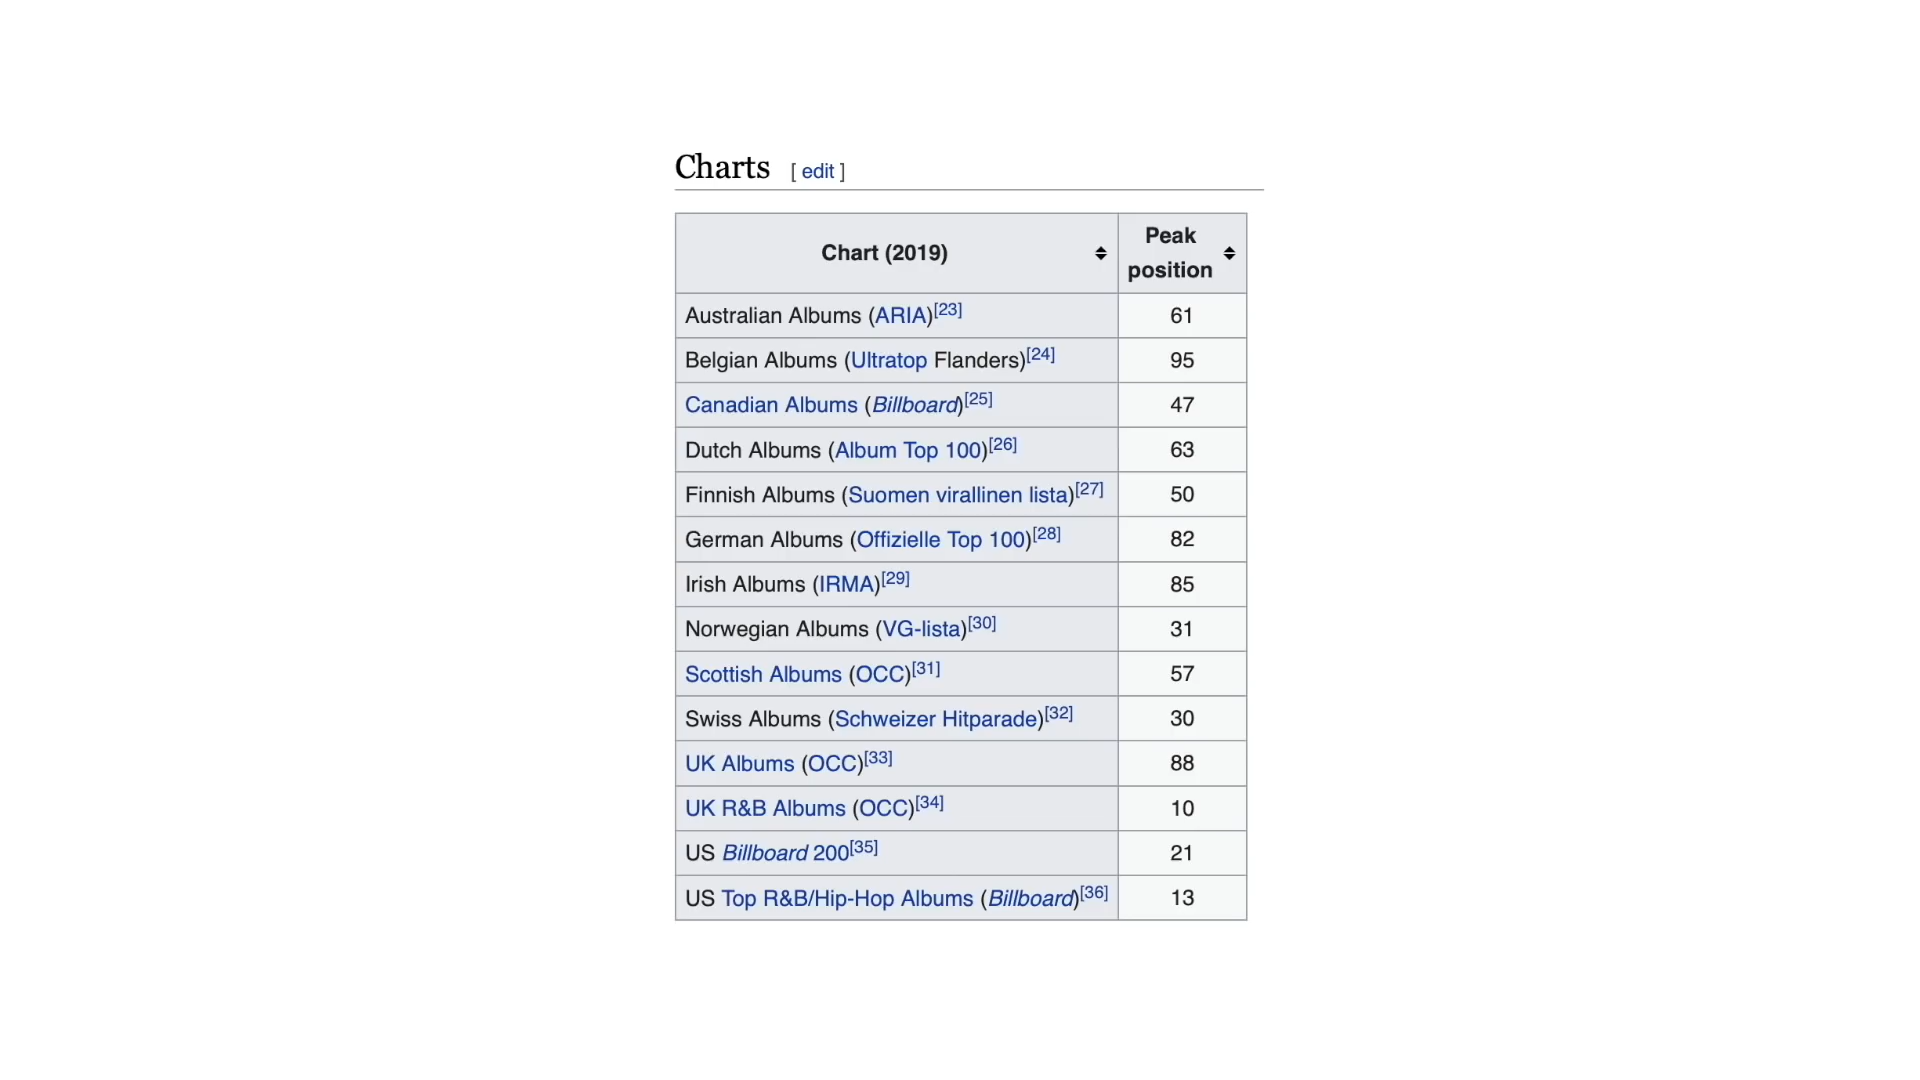 Charts [ edit ]
Chart (2019) Peak position
Australian Albums (ARIA)[23] 61
Belgian Albums (Ultratop Flanders)[24] 95
Canadian Albums (Billboard)[25] 47
Dutch Albums (Album Top 100)[26] 63
Finnish Albums (Suomen virallinen lista)[27] 50
German Albums (Offizielle Top 100)[28] 82
Irish Albums (IRMA)[29] 85
Norwegian Albums (VG-lista)[30] 31
Scottish Albums (OCC)[31] 57
Swiss Albums (Schweizer Hitparade)[32] 30
UK Albums (OCC)[33] 88
UK R&B Albums (OCC)[34] 10
US Billboard 200[35] 21
US Top R&B/Hip-Hop Albums (Billboard)[36] 13